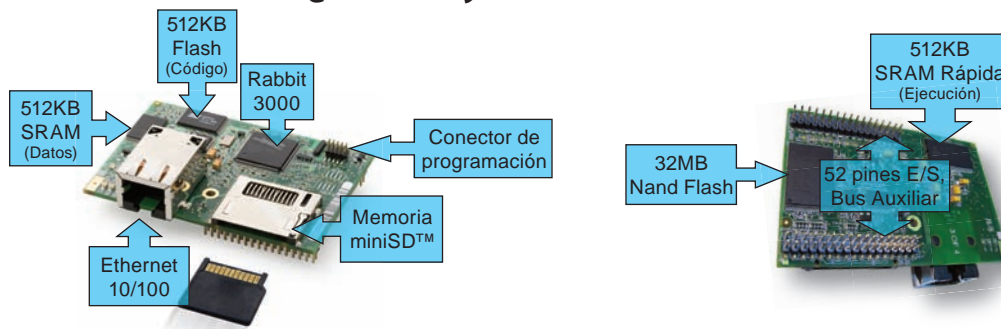 512KB
Flash
(Código)
Rabbit
3000
512KB
SRAM
(Datos)
Conector de
programación
Memoria
miniSD™
Ethernet
10/100
512KB
SRAM Rápida
(Ejecución)
32MB
Nand Flash
52 pines E/S,
Bus Auxiliar